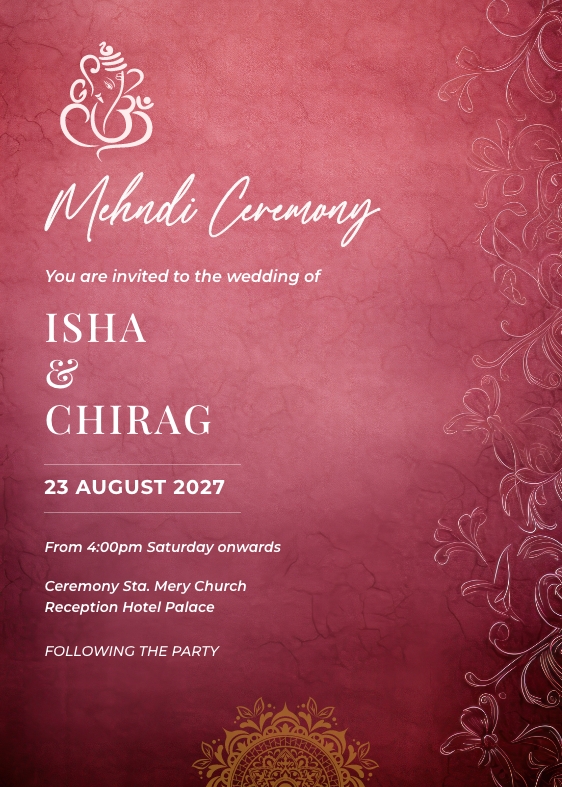 Mehndi Ceremony
You are invited to the wedding of
ISHA
&
CHIRAG
23 AUGUST 2027
From 4:00pm Saturday onwards
Ceremony Sta. Mery Church
Reception Hotel Palace
FOLLOWING THE PARTY